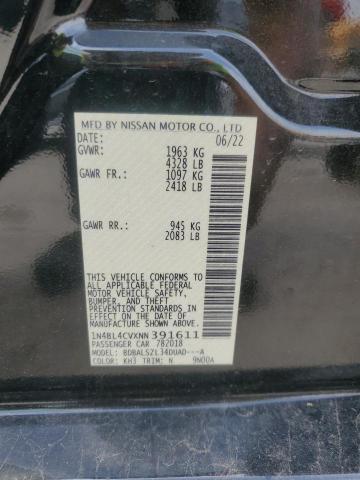 MFD BY NISSAN MOTOR CO., LTD
DATE: 06/22
GVWR: 1963 KG
4328 LB
GAWR FR: 1097 KG
2418 LB
GAWR RR: 945 KG
2083 LB
THIS VEHICLE CONFORMS TO
ALL APPLICABLE FEDERAL
MOTOR VEHICLE SAFETY,
BUMPER, AND THEFT
PREVENTION STANDARDS IN
EFFECT ON THE DATE OF
MANUFACTURE SHOWN ABOVE.
1N4BL4CVXNN391611
PASSENGER CAR 782018
MODEL: BDBALSZL34DUAD---A
COLOR: KH3 TRIM: N 9N00A